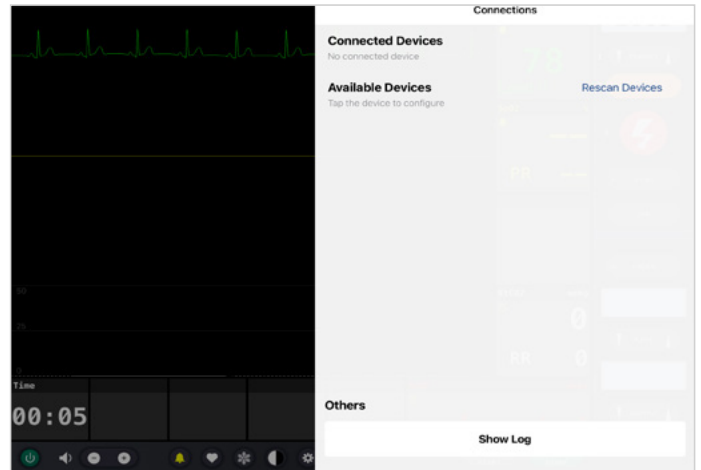 Connections
Connected Devices
No connected device
Available Devices
Rescan Devices
Tap the device to configure
78
PR
50
25
0
0
RR 0
Time
00:05
Others
Show Log